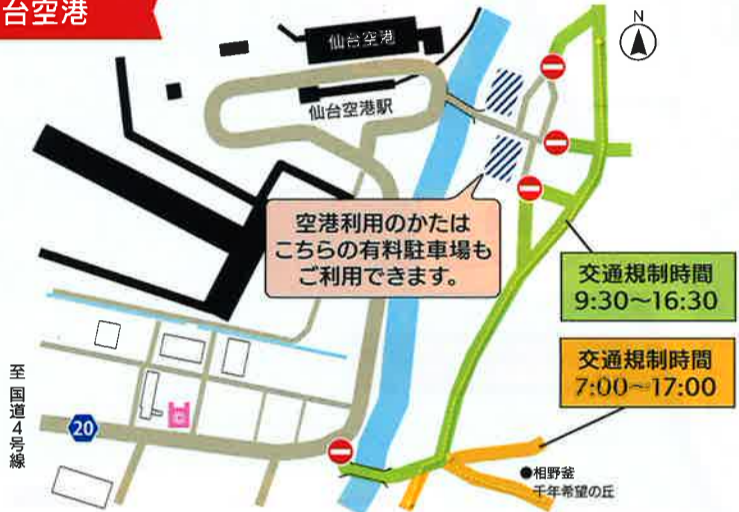 台空港
仙台空港
N
仙台空港駅
空港利用のかたは
こちらの有料駐車場も
ご利用できます。
交通規制時間
9:30～16:30
交通規制時間
7:00～17:00
至 国道4号線
20
相野釜
千年希望の丘